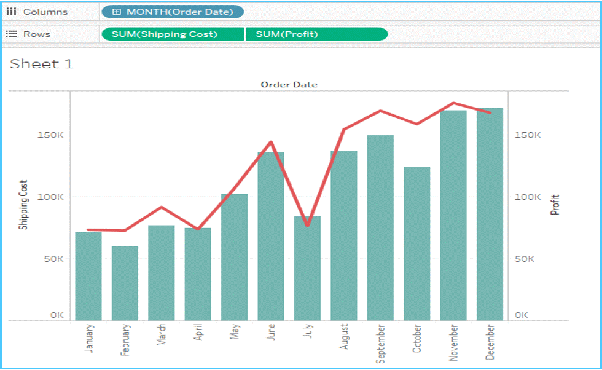 Columns
MONTH(Order Date)
Rows
SUM(Shipping Cost) SUM(Profit)
Sheet 1
Order Date
150K 150K
100K 100K
50K 50K
0K 0K
Shipping Cost
Profit
January February March April May June July August September October November December